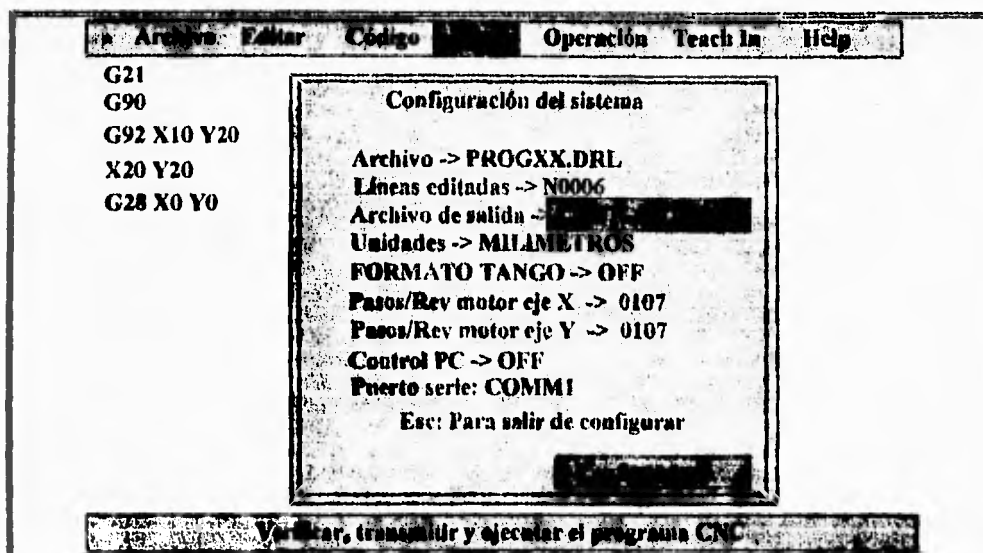 Archivo Editar Código Operación Teach In Help
G21
G90
G92 X10 Y20
X20 Y20
G28 X0 Y0
Configuración del sistema
Archivo -> PROGXX.DRL
Líneas editadas -> N0006
Archivo de salida -
Unidades -> MILIMETROS
FORMATO TANGO -> OFF
Pasos/Rev motor eje X -> 0107
Pasos/Rev motor eje Y -> 0107
Control PC -> OFF
Puerto serie: COMM1
Esc: Para salir de configurar
Verificar, transmitir y ejecutar el programa CNC